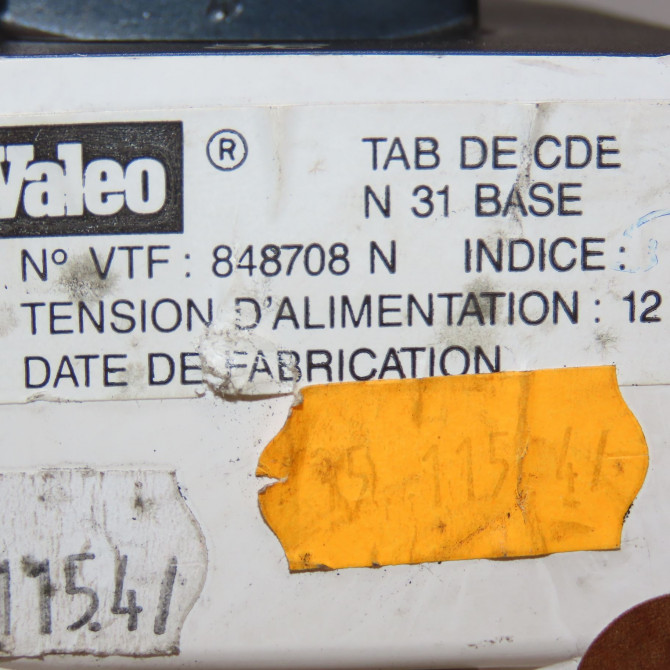 Valeo ®
TAB DE CDE
N 31 BASE
N° VTF : 848708 N INDICE :
TENSION D'ALIMENTATION : 12
DATE DE FABRICATION
115.41